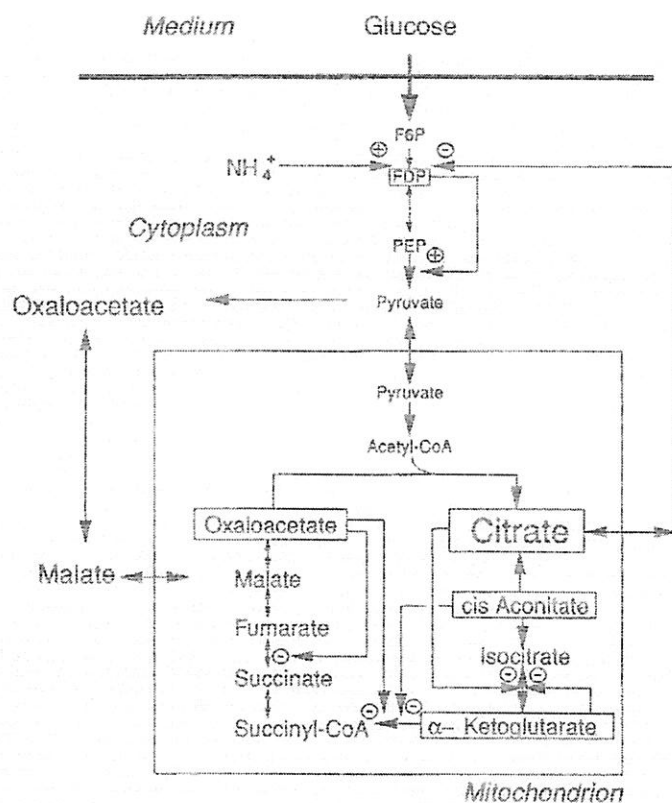 Medium Glucose
F6P
⊕ ⊖
NH₄⁺ FDP
Cytoplasm
PEP
⊕
Oxaloacetate Pyruvate
Pyruvate
Acetyl-CoA
Oxaloacetate Citrate
Malate Malate
cis Aconitate
Fumarate
Isocitrate
⊖ ⊖ ⊖
Succinate
⊖ ⊖
Succinyl-CoA α– Ketoglutarate
Mitochondrion